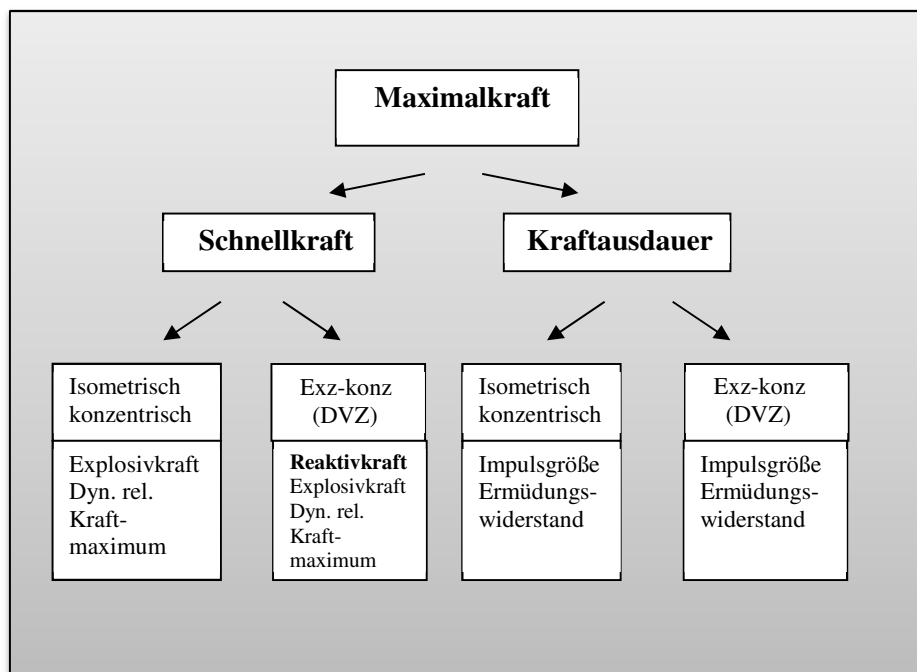 Maximalkraft
Schnellkraft
Kraftausdauer
Isometrisch
konzentrisch
Explosivkraft
Dyn. rel.
Kraft-
maximum
Exz-konz
(DVZ)
Reaktivkraft
Explosivkraft
Dyn. rel.
Kraft-
maximum
Isometrisch
konzentrisch
Impulsgröße
Ermüdungs-
widerstand
Exz-konz
(DVZ)
Impulsgröße
Ermüdungs-
widerstand